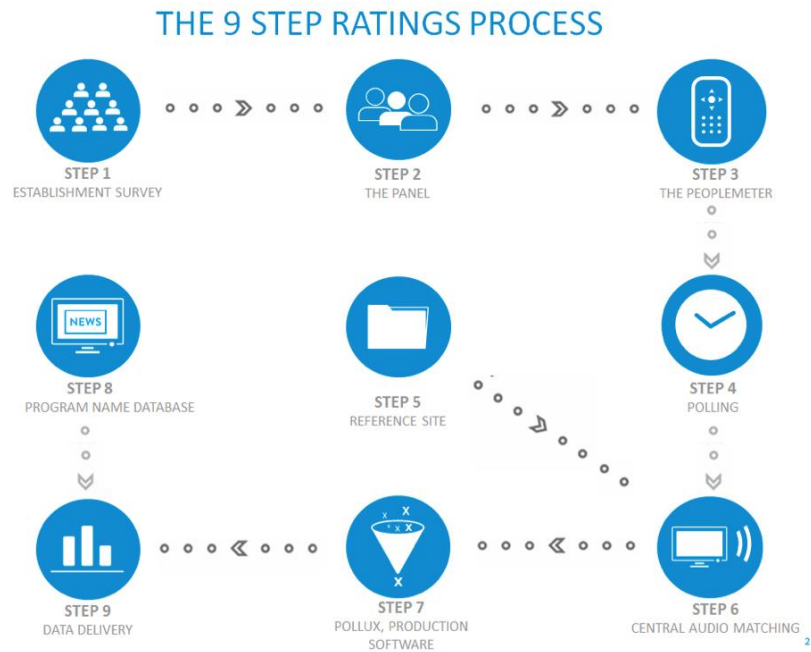 THE 9 STEP RATINGS PROCESS
STEP 1
ESTABLISHMENT SURVEY
STEP 2
THE PANEL
STEP 3
THE PEOPLEMETER
NEWS
STEP 8
PROGRAM NAME DATABASE
STEP 5
REFERENCE SITE
STEP 4
POLLING
X
X
x
X
X
STEP 9
DATA DELIVERY
STEP 7
POLLUX, PRODUCTION
SOFTWARE
STEP 6
CENTRAL AUDIO MATCHING
2